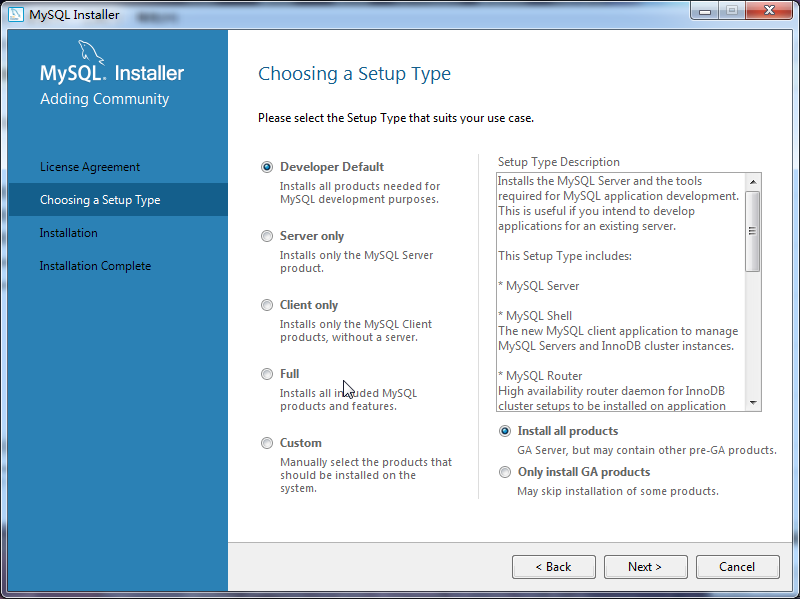 MySQL Installer
MySQL. Installer
Adding Community
License Agreement
Choosing a Setup Type
Installation
Installation Complete
Choosing a Setup Type
Please select the Setup Type that suits your use case.
Developer Default
Installs all products needed for
MySQL development purposes.
Server only
Installs only the MySQL Server
product.
Client only
Installs only the MySQL Client
products, without a server.
Full
Installs all included MySQL
products and features.
Custom
Manually select the products that
should be installed on the
system.
Setup Type Description
Installs the MySQL Server and the tools
required for MySQL application development.
This is useful if you intend to develop
applications for an existing server.
This Setup Type includes:
* MySQL Server
* MySQL Shell
The new MySQL client application to manage
MySQL Servers and InnoDB cluster instances.
* MySQL Router
High availability router daemon for InnoDB
cluster setups to be installed on application
Install all products
GA Server, but may contain other pre-GA products.
Only install GA products
May skip installation of some products.
< Back
Next >
Cancel